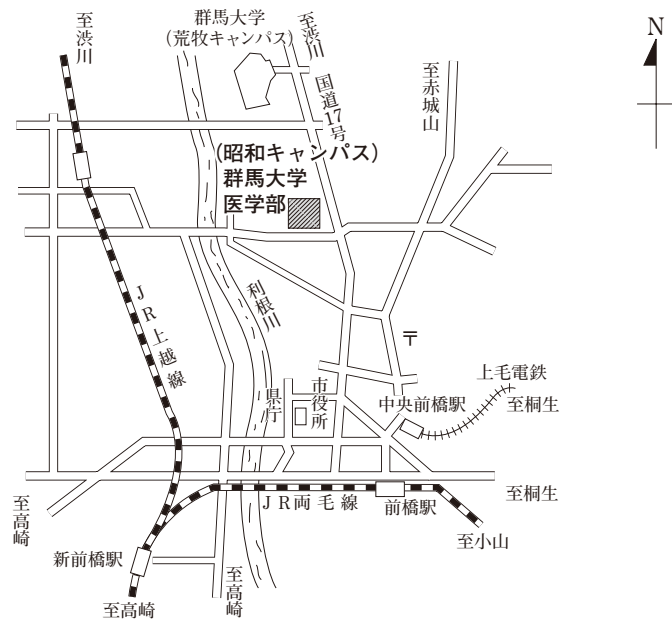 至渋川
群馬大学
(荒牧キャンパス)
至渋川
国道17号
至赤城山
N
(昭和キャンパス)
群馬大学
医学部
JR上越線
利根川
〒
上毛電鉄
中央前橋駅
至桐生
県庁
市役所
至高崎
JR両毛線
前橋駅
至桐生
至小山
新前橋駅
至高崎
至高崎